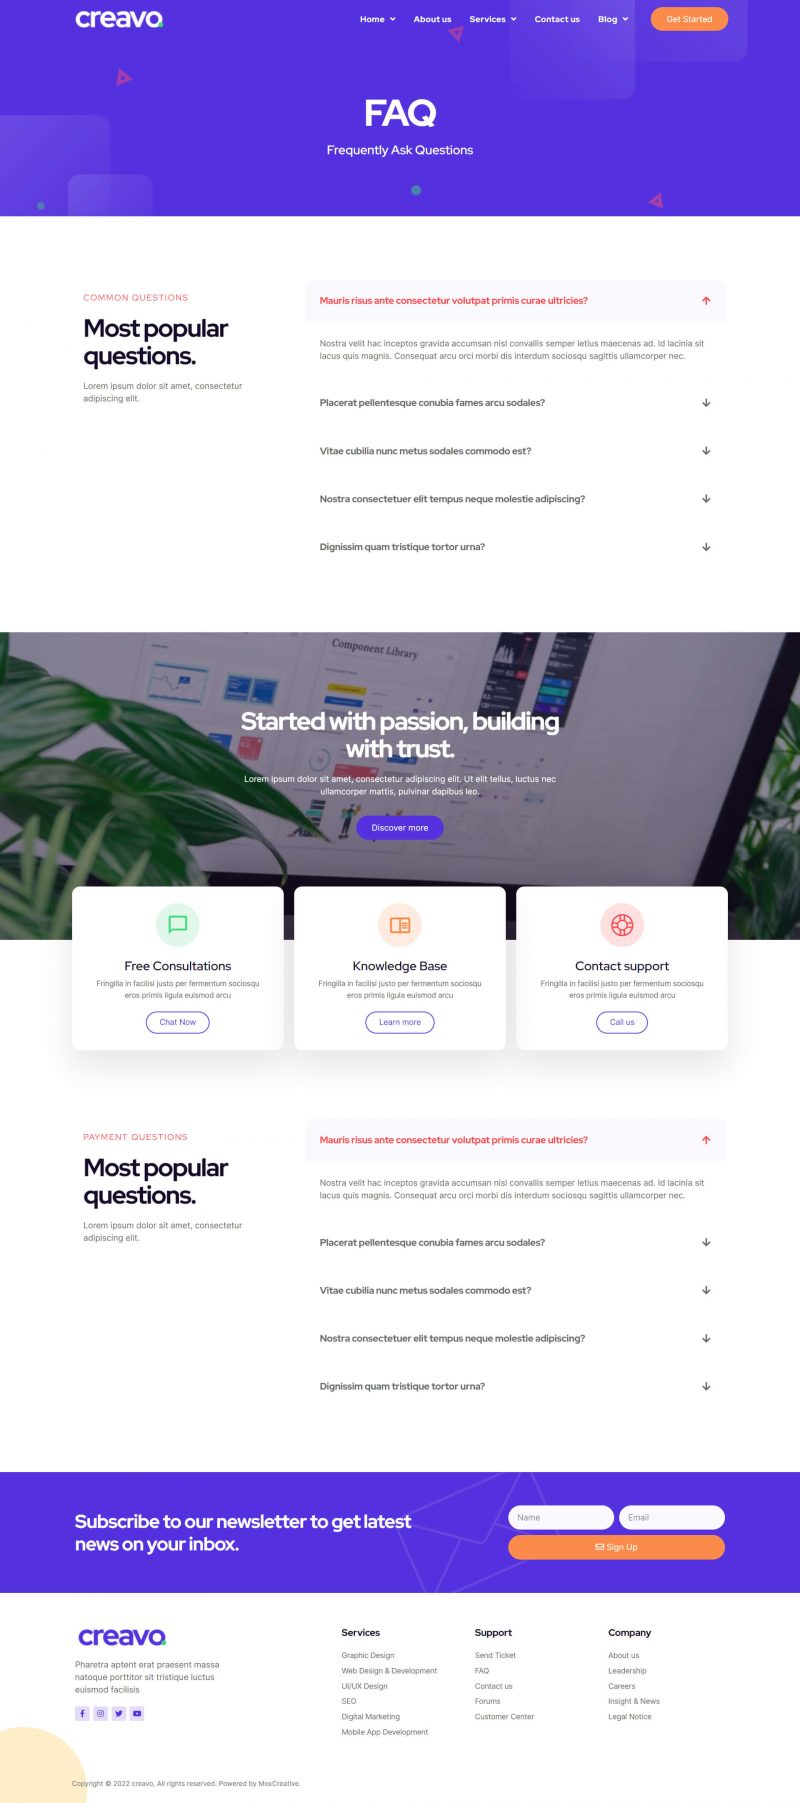 creavo
Home About us Services Contact us Blog Get Started
FAQ
Frequently Ask Questions
COMMON QUESTIONS
Most popular
questions.
Lorem ipsum dolor sit amet, consectetur
adipiscing elit.
Mauris risus ante consectetur volutpat primis curae ultricies?
Nostra velit hac inceptos gravida accumsan nisl convallis semper letius maecenas ad. Id lacinia sit
lacus quis magnis. Consequat arcu orci morbi dis interdum sociosqu sagittis ullamcorper nec.
Placerat pellentesque conubia fames arcu sodales?
Vitae cubilia nunc metus sodales commodo est?
Nostra consectetuer elit tempus neque molestie adipiscing?
Dignissim quam tristique tortor urna?
Component Library
Started with passion, building
with trust.
Lorem ipsum dolor sit amet, consectetur adipiscing elit. Ut elit tellus, luctus nec
ullamcorper mattis, pulvinar dapibus leo.
Discover more
Free Consultations
Fringilla in facilisi justo per fermentum sociosqu
eros primis ligula euismod arcu
Chat Now
Knowledge Base
Fringilla in facilisi justo per fermentum sociosqu
eros primis ligula euismod arcu
Learn more
Contact support
Fringilla in facilisi justo per fermentum sociosqu
eros primis ligula euismod arcu
Call us
PAYMENT QUESTIONS
Most popular
questions.
Lorem ipsum dolor sit amet, consectetur
adipiscing elit.
Mauris risus ante consectetur volutpat primis curae ultricies?
Nostra velit hac inceptos gravida accumsan nisl convallis semper letius maecenas ad. Id lacinia sit
lacus quis magnis. Consequat arcu orci morbi dis interdum sociosqu sagittis ullamcorper nec.
Placerat pellentesque conubia fames arcu sodales?
Vitae cubilia nunc metus sodales commodo est?
Nostra consectetuer elit tempus neque molestie adipiscing?
Dignissim quam tristique tortor urna?
Subscribe to our newsletter to get latest
news on your inbox.
Name
Email
Sign Up
creavo
Pharetra aptent erat praesent massa
natoque porttitor sit tristique luctus
euismod facilisis
Services
Graphic Design
Web Design & Development
UI/UX Design
SEO
Digital Marketing
Mobile App Development
Support
Send Ticket
FAQ
Contact us
Forums
Customer Center
Company
About us
Leadership
Careers
Insight & News
Legal Notice
Copyright © 2022 creavo, All rights reserved. Powered by MoxCreative.